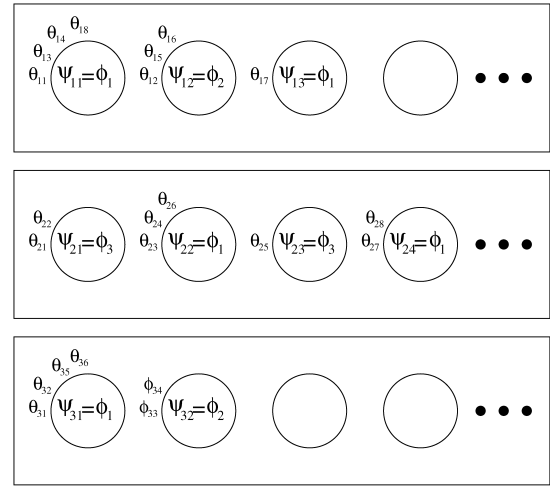 θ₁₄ θ₁₈ θ₁₆
θ₁₃ θ₁₅
θ₁₁ ψ₁₁=ϕ₁ θ₁₂ ψ₁₂=ϕ₂ θ₁₇ ψ₁₃=ϕ₁
θ₂₆
θ₂₂ θ₂₄ θ₂₈
θ₂₁ ψ₂₁=ϕ₃ θ₂₃ ψ₂₂=ϕ₁ θ₂₅ ψ₂₃=ϕ₃ θ₂₇ ψ₂₄=ϕ₁
θ₃₅ θ₃₆
θ₃₂ ϕ₃₄
θ₃₁ ψ₃₁=ϕ₁ ϕ₃₃ ψ₃₂=ϕ₂